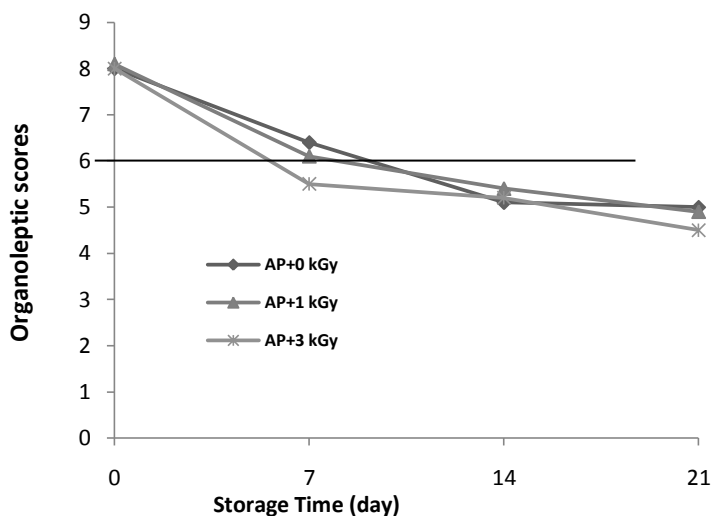 9
8
7
6
5
4
3
2
1
0
Organoleptic scores
AP+0 kGy
AP+1 kGy
AP+3 kGy
0 7 14 21
Storage Time (day)